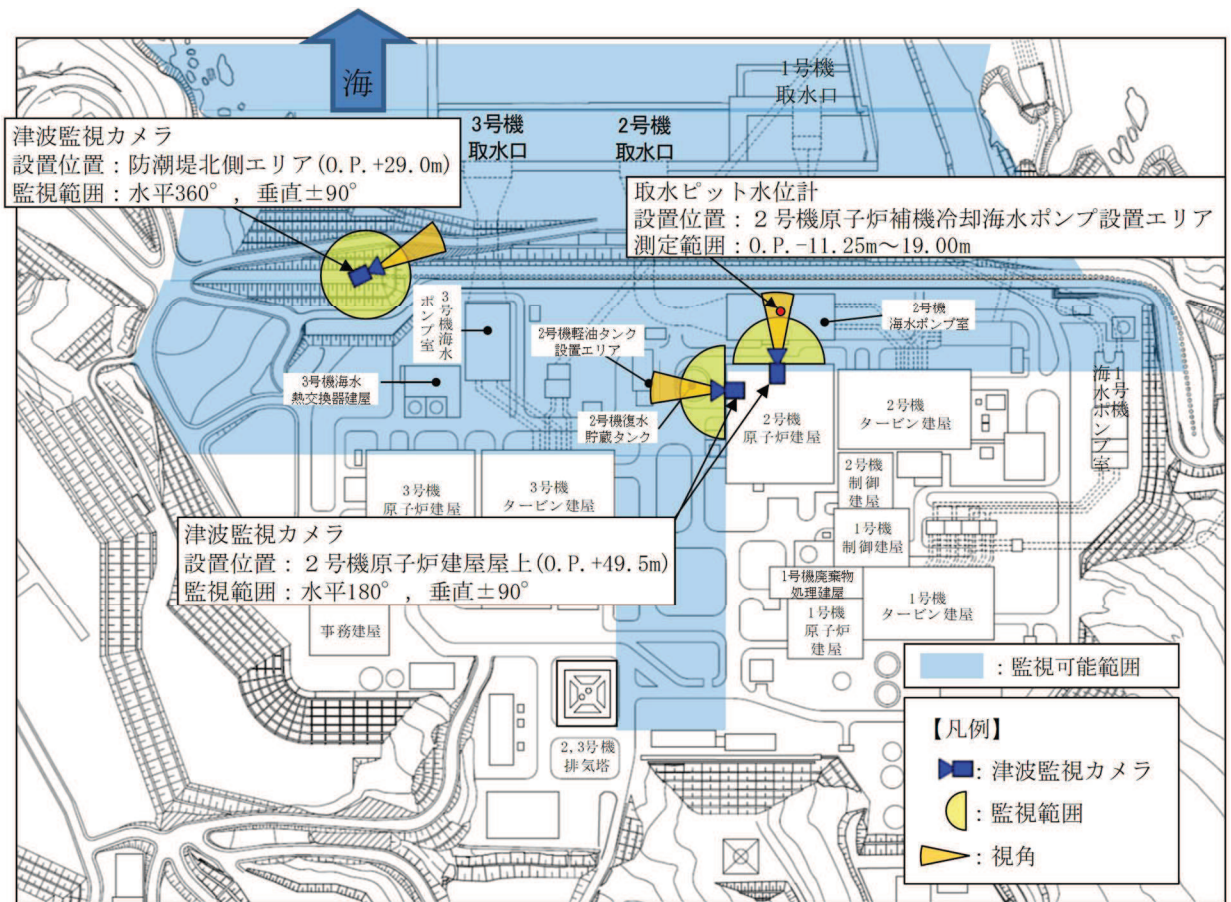 海
1号機
取水口
津波監視カメラ
設置位置：防潮堤北側エリア(O.P.+29.0m)
監視範囲：水平360°，垂直±90°
3号機
取水口
2号機
取水口
取水ピット水位計
設置位置：２号機原子炉補機冷却海水ポンプ設置エリア
測定範囲：O.P.-11.25m～19.00m
3号機海水
ポンプ室
2号機軽油タンク
設置エリア
2号機
海水ポンプ室
3号機海水
熱交換器建屋
2号機復水
貯蔵タンク
2号機
原子炉建屋
2号機
タービン建屋
1号機
海水ポンプ室
3号機
原子炉建屋
3号機
タービン建屋
2号機
制御
建屋
津波監視カメラ
設置位置：２号機原子炉建屋屋上(O.P.+49.5m)
監視範囲：水平180°，垂直±90°
1号機
制御建屋
1号機廃棄物
処理建屋
1号機
原子炉
建屋
1号機
タービン建屋
事務建屋
2,3号機
排気塔
：監視可能範囲
【凡例】
：津波監視カメラ
：監視範囲
：視角